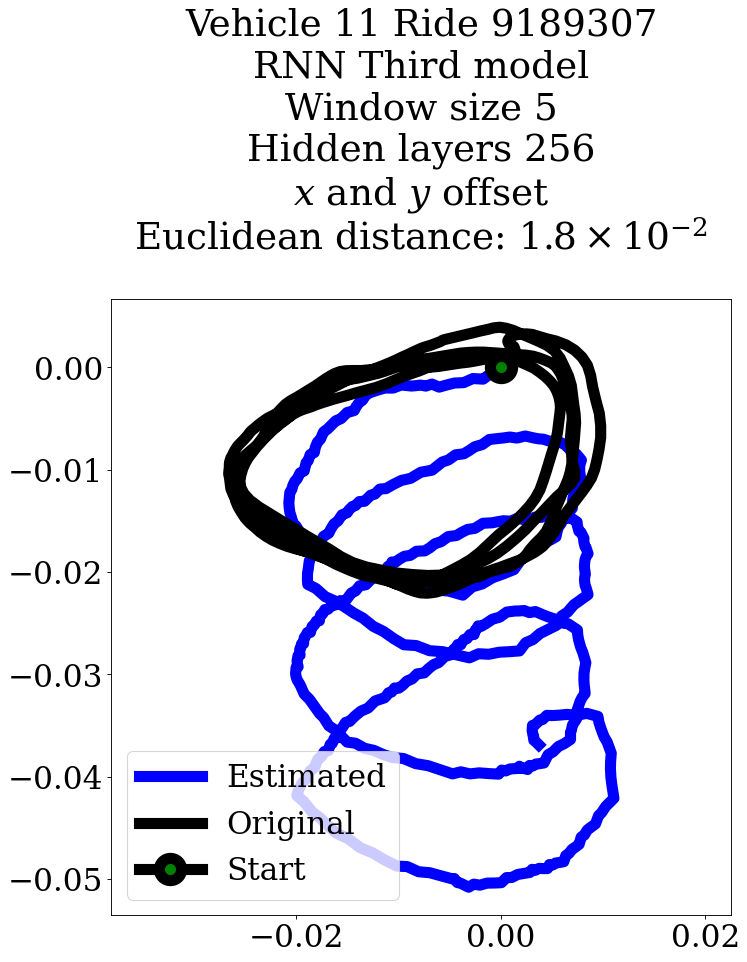 Vehicle 11 Ride 9189307
RNN Third model
Window size 5
Hidden layers 256
x and y offset
Euclidean distance: 1.8 × 10⁻²
0.00
−0.01
−0.02
−0.03
−0.04
−0.05
Estimated
Original
Start
−0.02 0.00 0.02